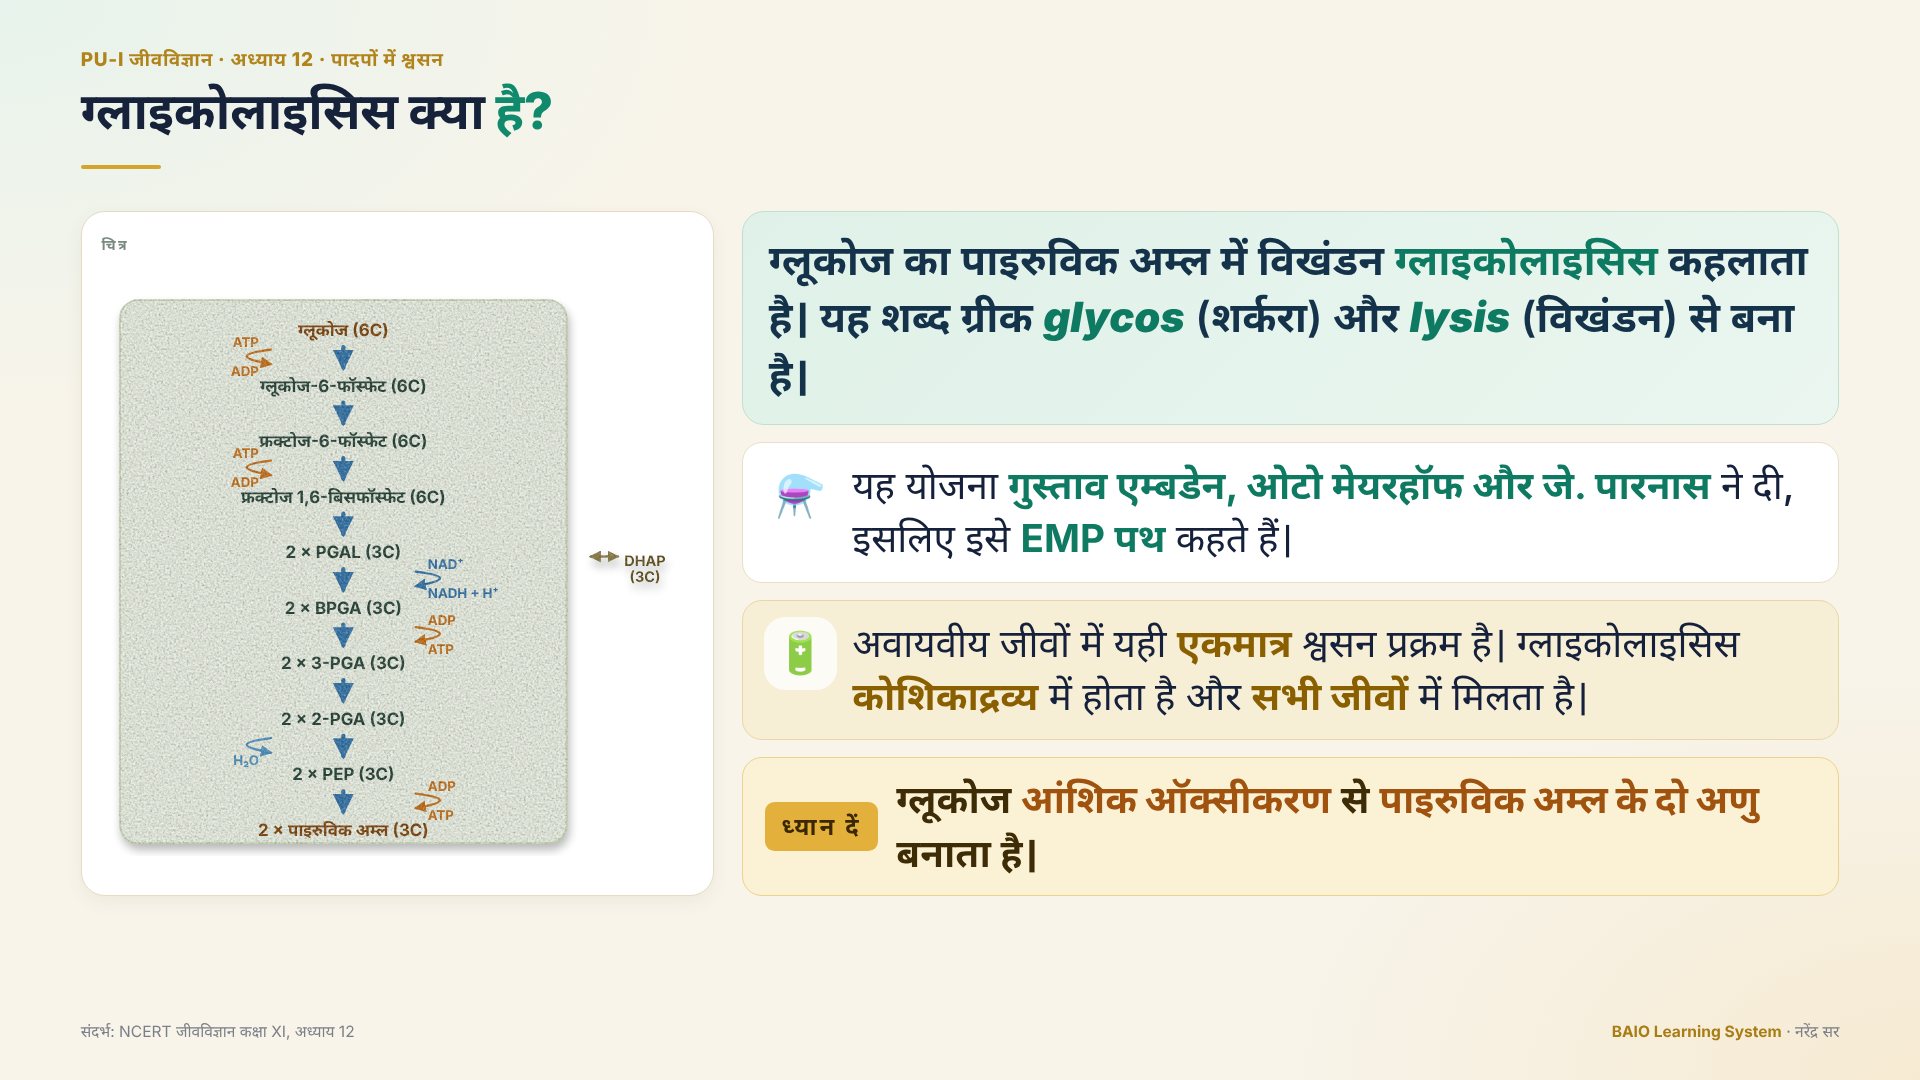 PU-I जीवविज्ञान · अध्याय 12 · पादपों में श्वसन
ग्लाइकोलाइसिस क्या है?
चित्र
ग्लूकोज (6C)
ATP
ADP
ग्लूकोज-6-फॉस्फेट (6C)
फ्रक्टोज-6-फॉस्फेट (6C)
ATP
ADP
फ्रक्टोज 1,6-बिसफॉस्फेट (6C)
2 × PGAL (3C)
DHAP
(3C)
NAD⁺
NADH + H⁺
2 × BPGA (3C)
ADP
ATP
2 × 3-PGA (3C)
2 × 2-PGA (3C)
H₂O
2 × PEP (3C)
ADP
ATP
2 × पाइरुविक अम्ल (3C)
ग्लूकोज का पाइरुविक अम्ल में विखंडन ग्लाइकोलाइसिस कहलाता
है| यह शब्द ग्रीक glycos (शर्करा) और lysis (विखंडन) से बना
है|
यह योजना गुस्ताव एम्बडेन, ओटो मेयरहॉफ और जे. पारनास ने दी,
इसलिए इसे EMP पथ कहते हैं|
अवायवीय जीवों में यही एकमात्र श्वसन प्रक्रम है| ग्लाइकोलाइसिस
कोशिकाद्रव्य में होता है और सभी जीवों में मिलता है|
ध्यान दें
ग्लूकोज आंशिक ऑक्सीकरण से पाइरुविक अम्ल के दो अणु
बनाता है|
संदर्भ: NCERT जीवविज्ञान कक्षा XI, अध्याय 12
BAIO Learning System · नरेंद्र सर